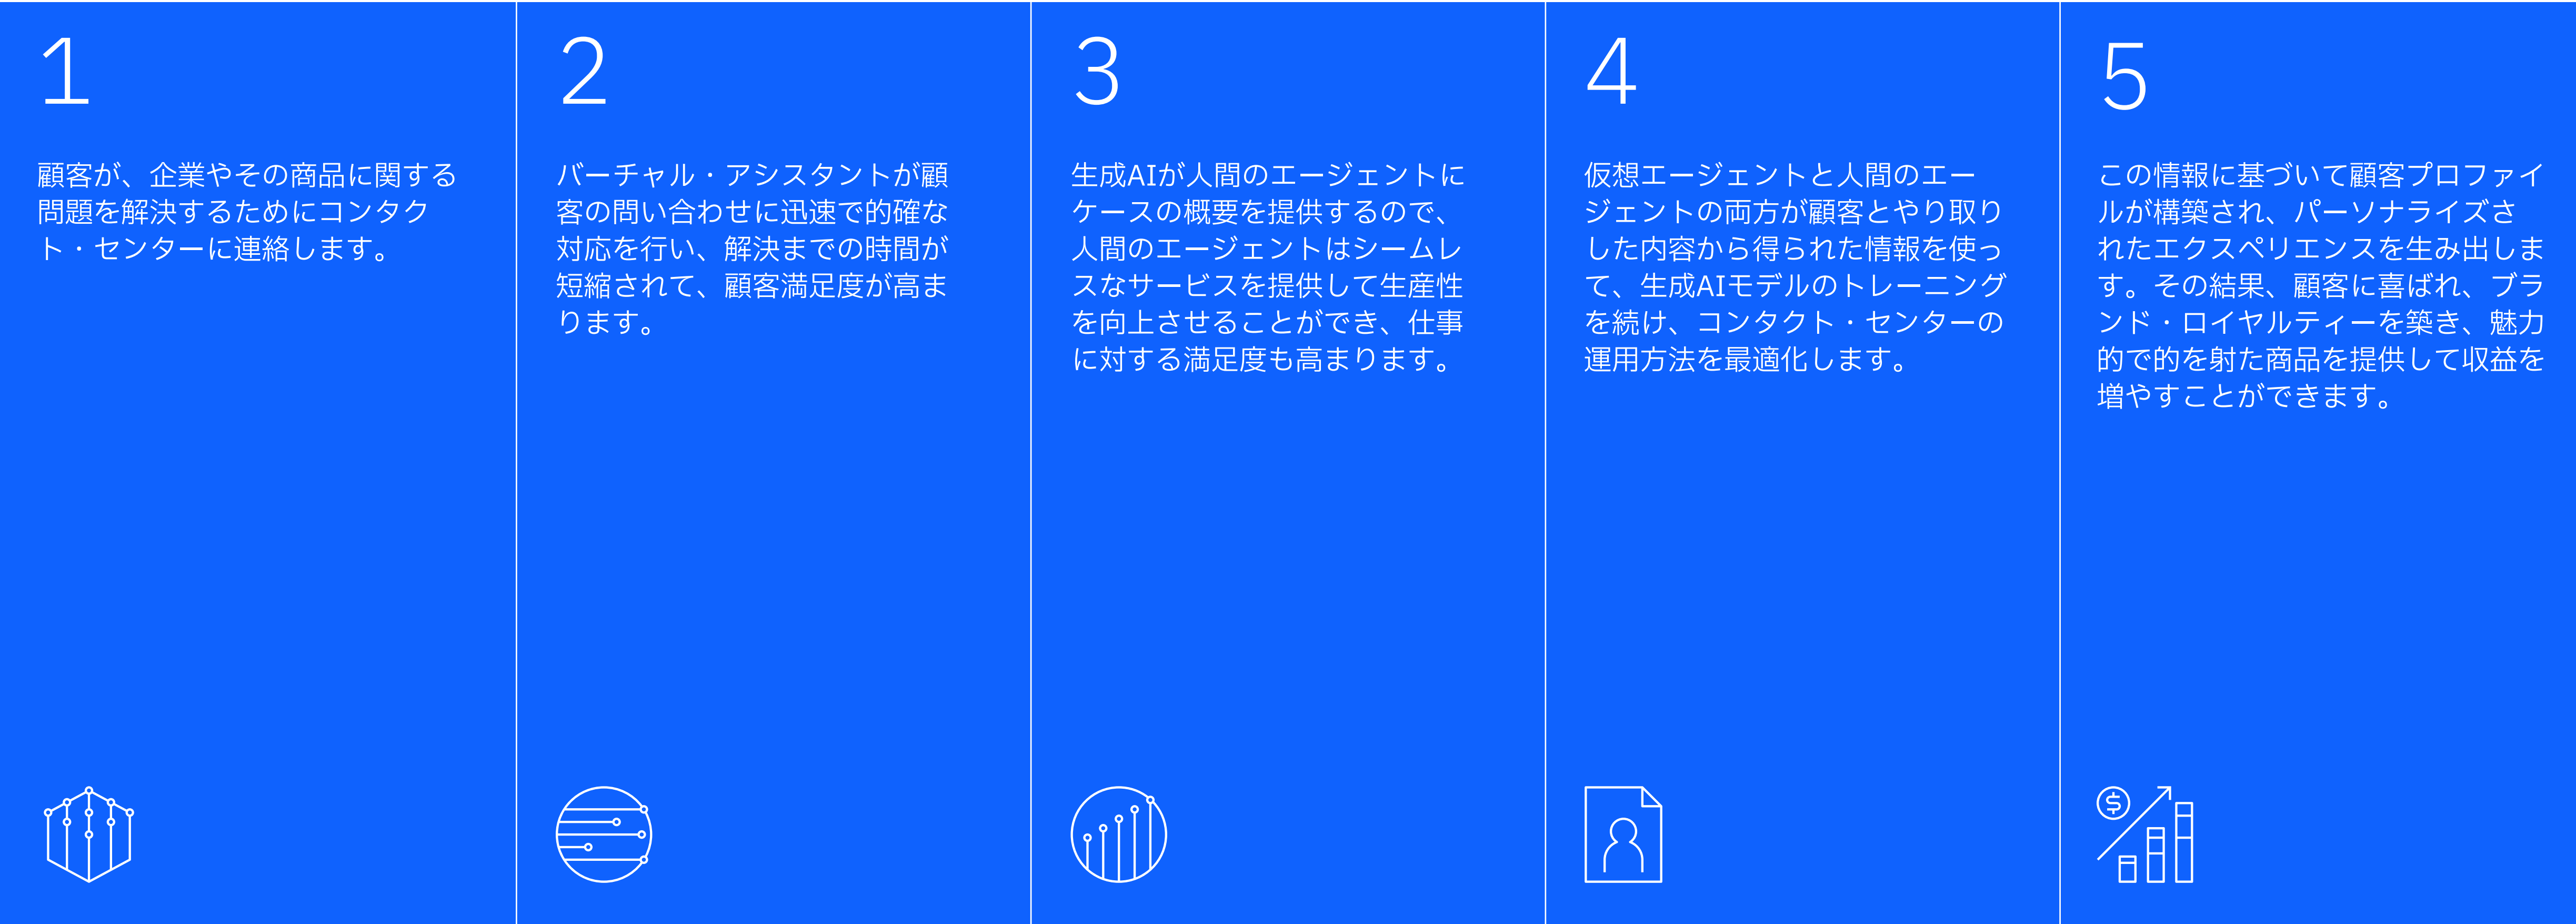 1
顧客が、企業やその商品に関する
問題を解決するためにコンタク
ト・センターに連絡します。
2
バーチャル・アシスタントが顧
客の問い合わせに迅速で的確な
対応を行い、解決までの時間が
短縮されて、顧客満足度が高ま
ります。
3
生成AIが人間のエージェントに
ケースの概要を提供するので、
人間のエージェントはシームレ
スなサービスを提供して生産性
を向上させることができ、仕事
に対する満足度も高まります。
4
仮想エージェントと人間のエー
ジェントの両方が顧客とやり取り
した内容から得られた情報を使っ
て、生成AIモデルのトレーニング
を続け、コンタクト・センターの
運用方法を最適化します。
5
この情報に基づいて顧客プロファイ
ルが構築され、パーソナライズさ
れたエクスペリエンスを生み出しま
す。その結果、顧客に喜ばれ、ブラ
ンド・ロイヤルティーを築き、魅力
的で的を射た商品を提供して収益を
増やすことができます。
$